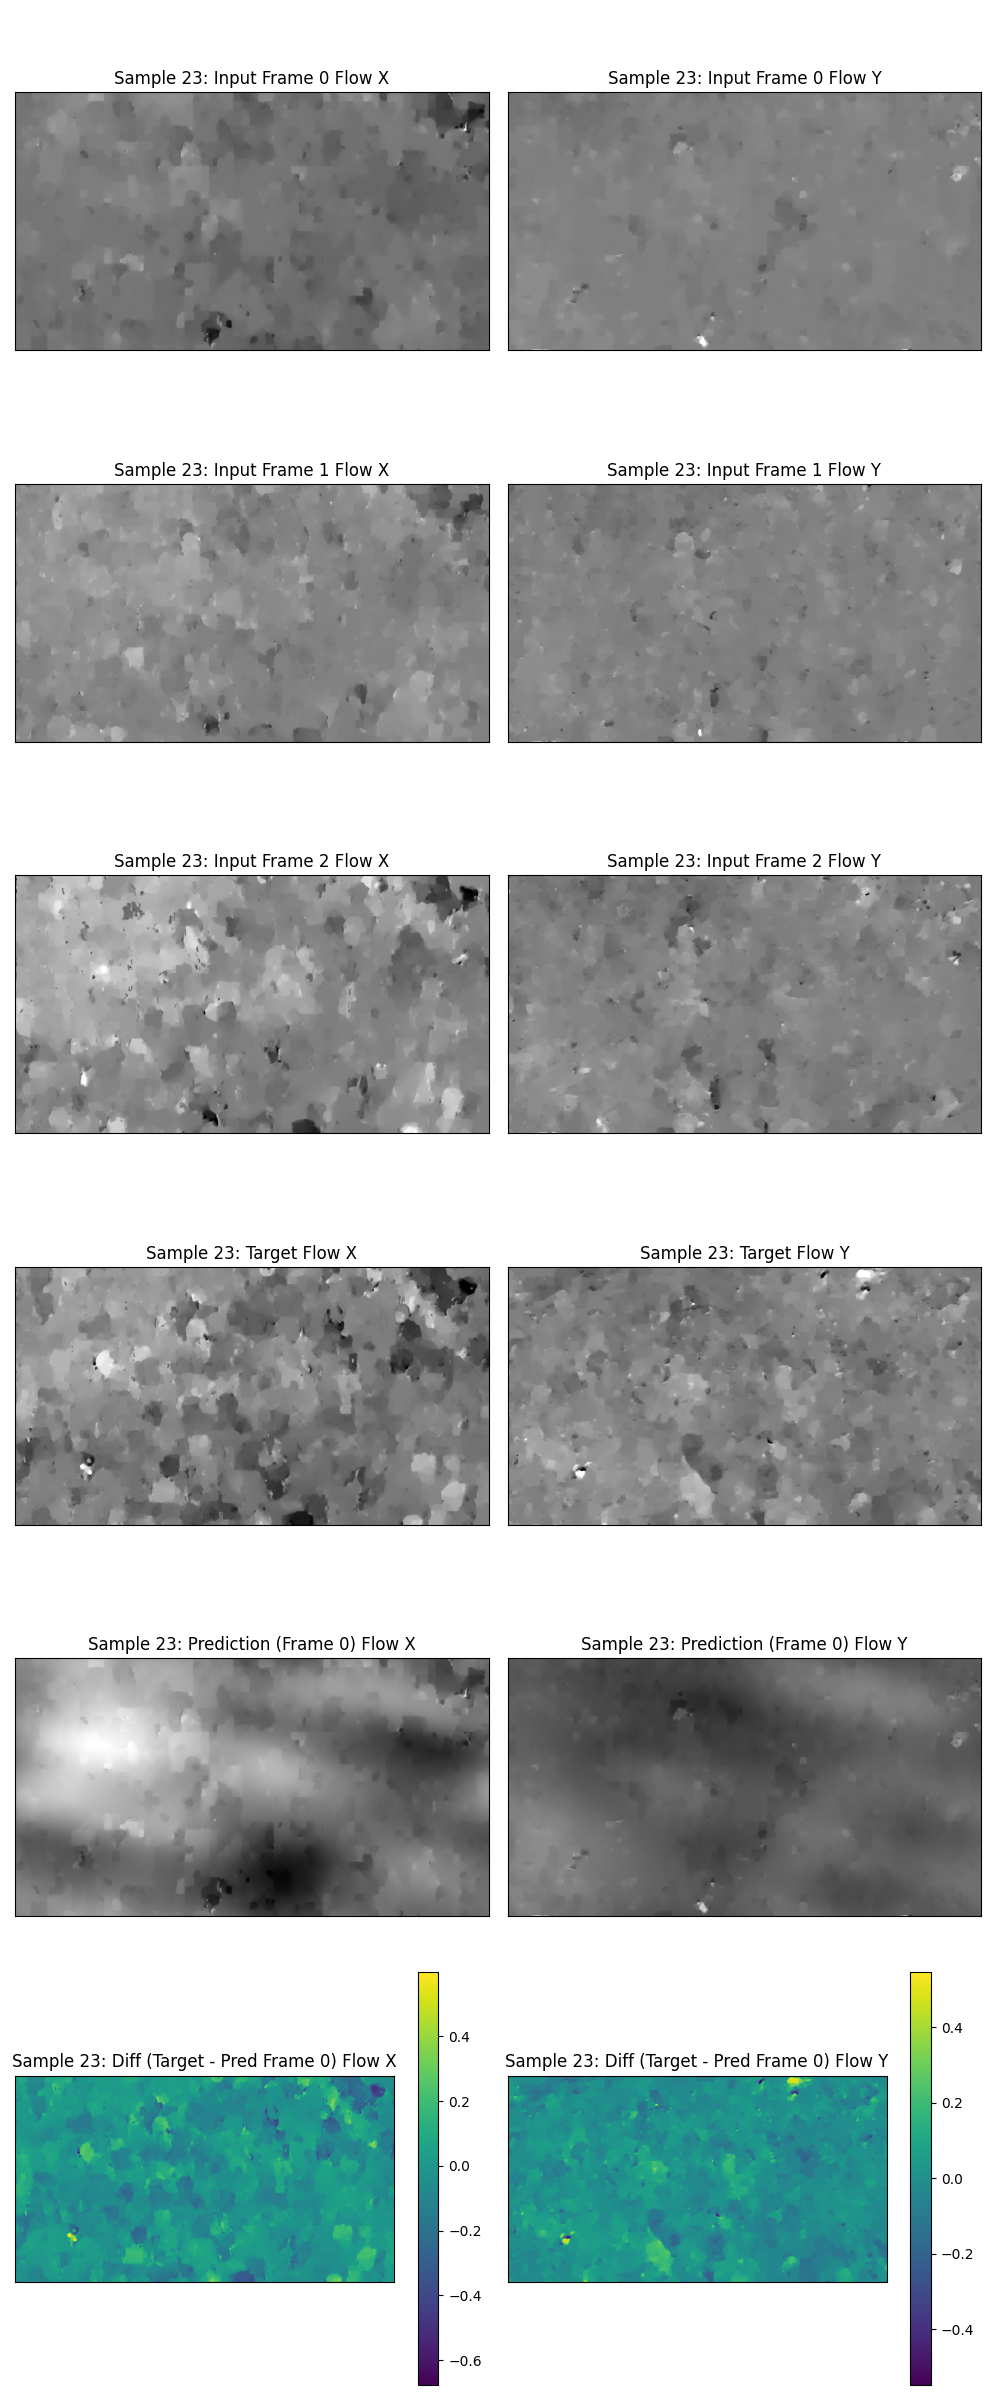 Sample 23: Input Frame 0 Flow X
Sample 23: Input Frame 0 Flow Y
Sample 23: Input Frame 1 Flow X
Sample 23: Input Frame 1 Flow Y
Sample 23: Input Frame 2 Flow X
Sample 23: Input Frame 2 Flow Y
Sample 23: Target Flow X
Sample 23: Target Flow Y
Sample 23: Prediction (Frame 0) Flow X
Sample 23: Prediction (Frame 0) Flow Y
Sample 23: Diff (Target - Pred Frame 0) Flow X
0.4
0.2
0.0
−0.2
−0.4
−0.6
Sample 23: Diff (Target - Pred Frame 0) Flow Y
0.4
0.2
0.0
−0.2
−0.4